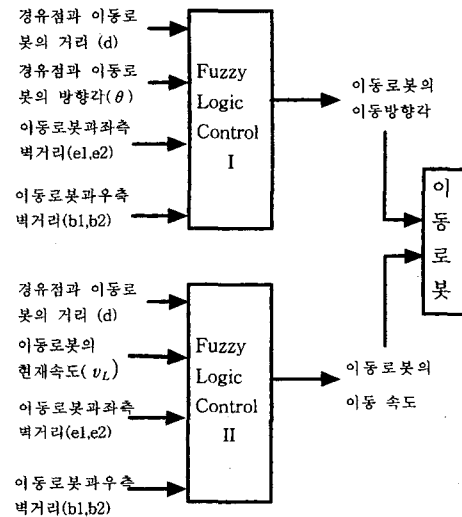 경유점과 이동로
봇의 거리 (d)
경유점과 이동로
봇의 방향각(θ)
이동로봇과좌측
벽거리(e1,e2)
이동로봇과우측
벽거리(b1,b2)
Fuzzy
Logic
Control
I
이동로봇의
이동방향각
경유점과 이동로
봇의 거리 (d)
이동로봇의
현재속도(v_L)
이동로봇과좌측
벽거리(e1,e2)
이동로봇과우측
벽거리(b1,b2)
Fuzzy
Logic
Control
II
이동로봇의
이동 속도
이
동
로
봇